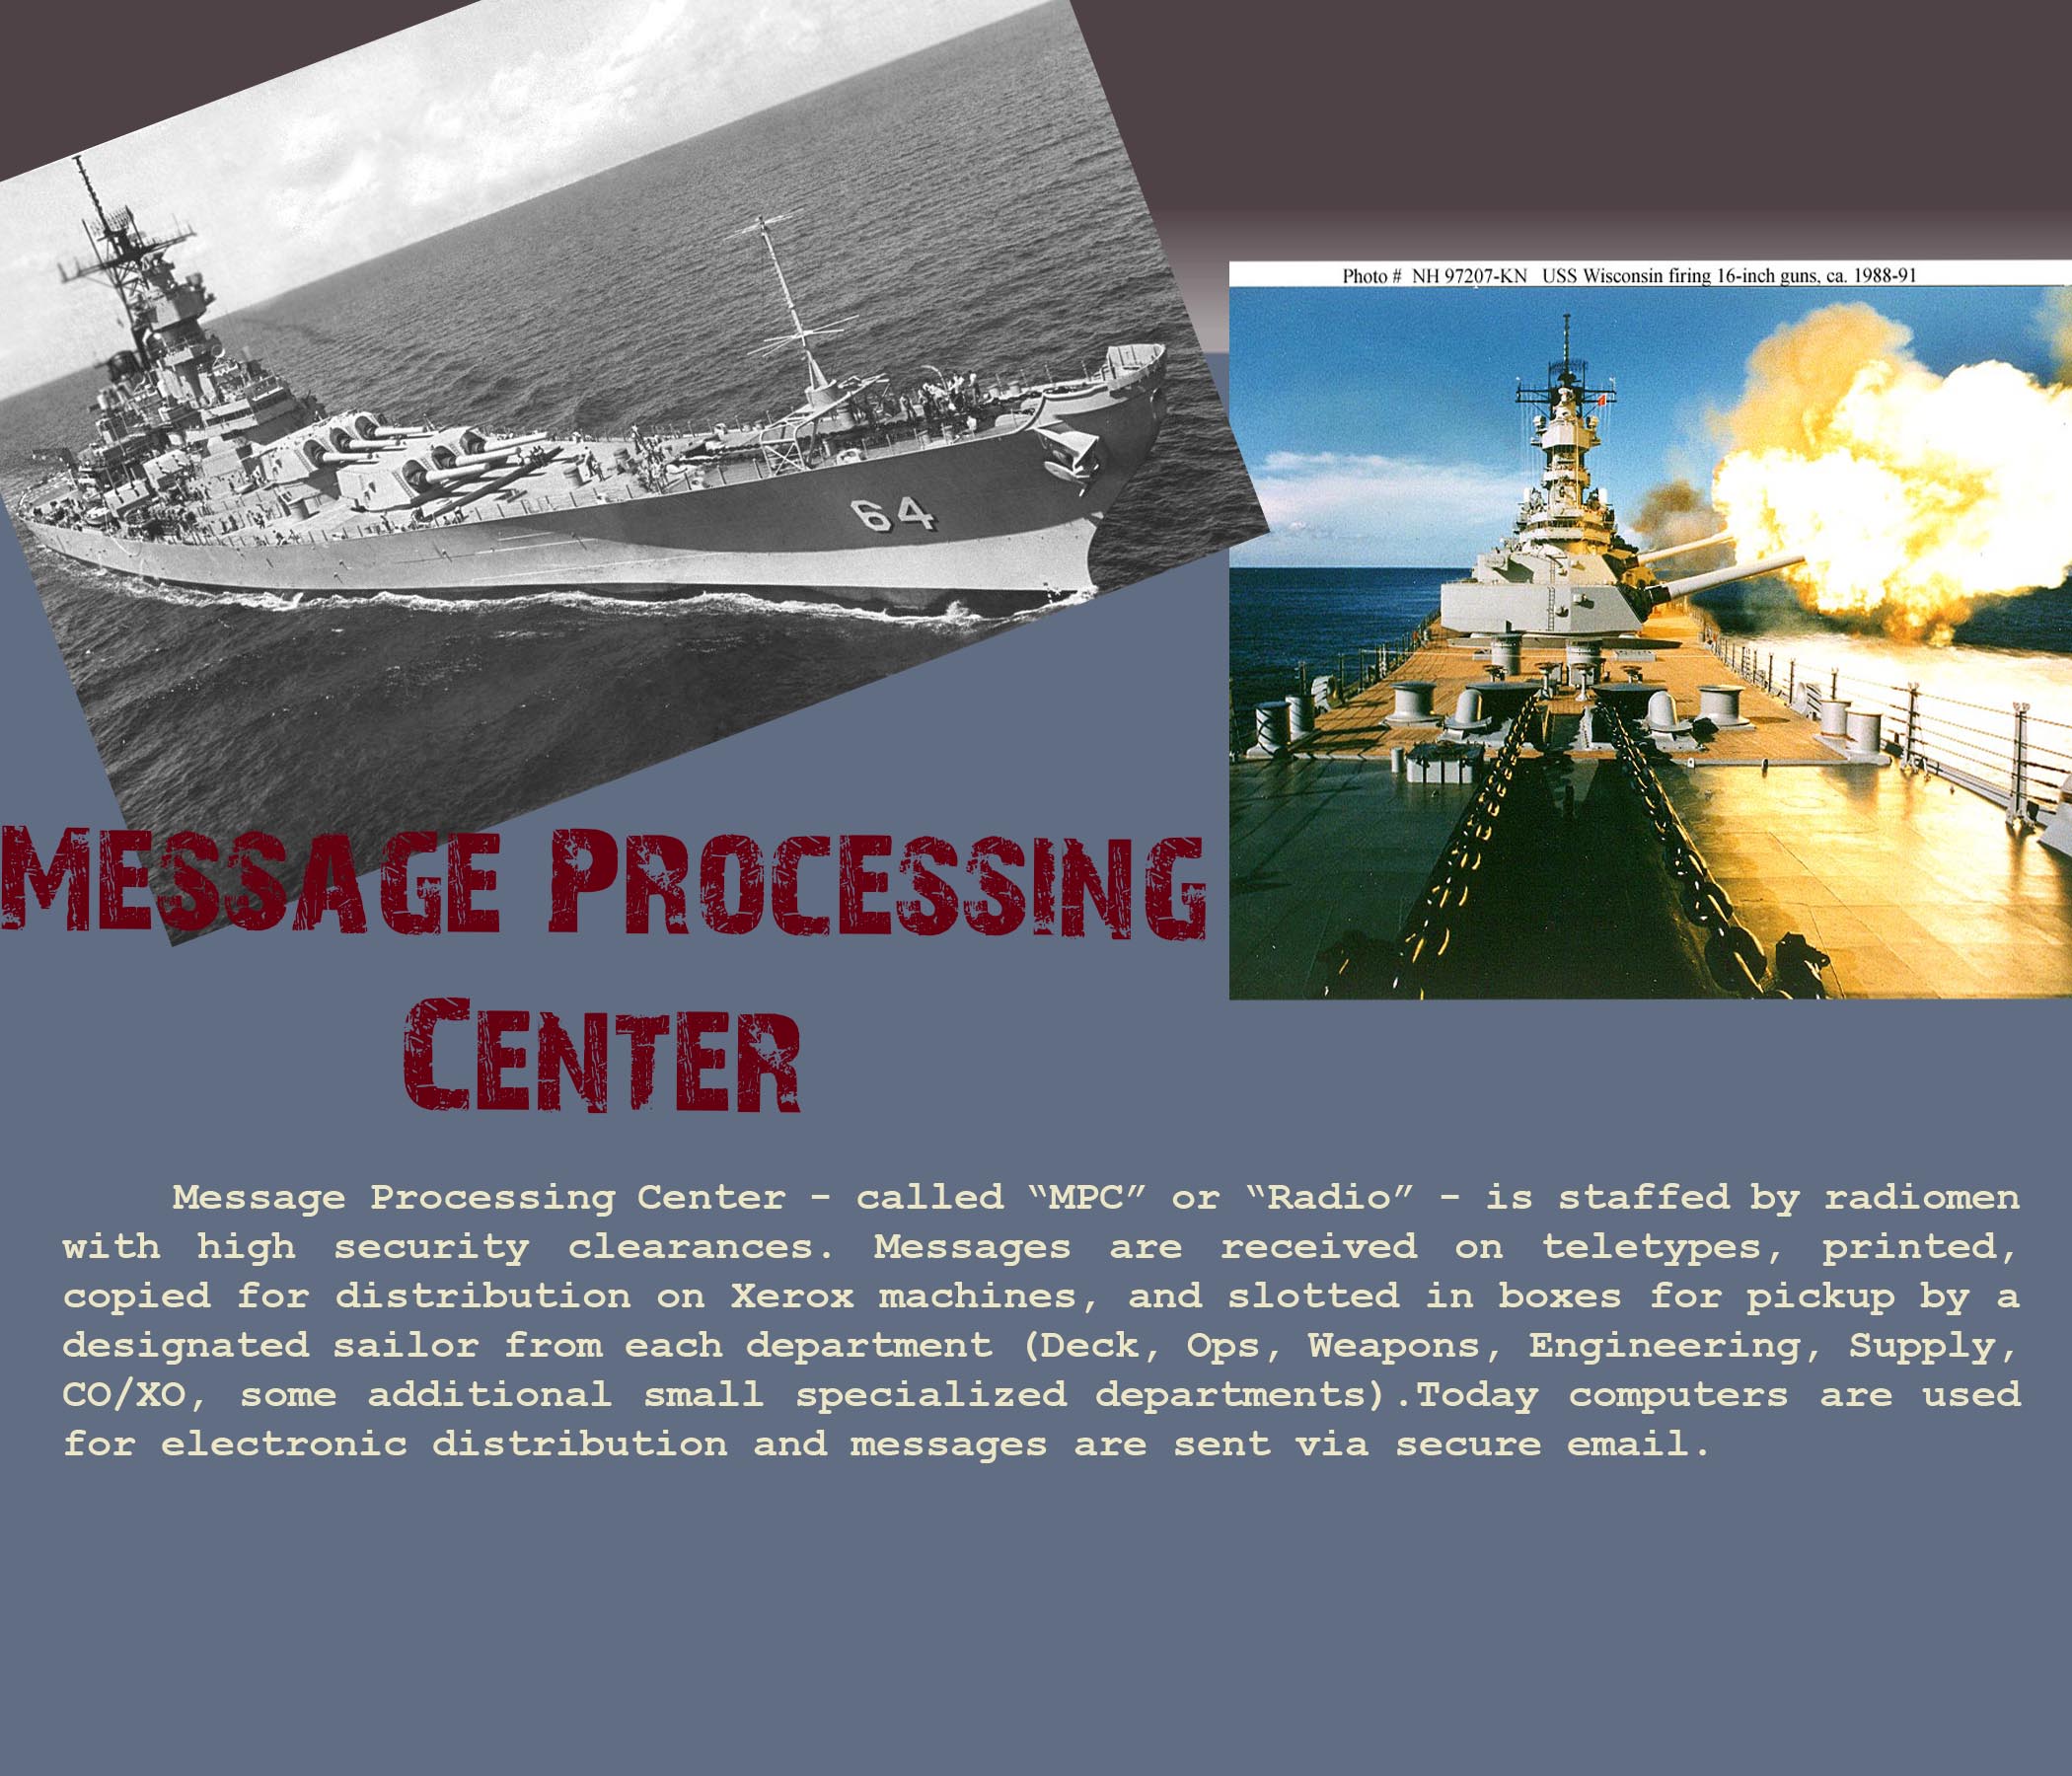 64
Photo # NH 97207-KN USS Wisconsin firing 16-inch guns, ca. 1988-91
Message Processing
Center
Message Processing Center - called “MPC” or “Radio” - is staffed by radiomen
with high security clearances. Messages are received on teletypes, printed,
copied for distribution on Xerox machines, and slotted in boxes for pickup by a
designated sailor from each department (Deck, Ops, Weapons, Engineering, Supply,
CO/XO, some additional small specialized departments).Today computers are used
for electronic distribution and messages are sent via secure email.